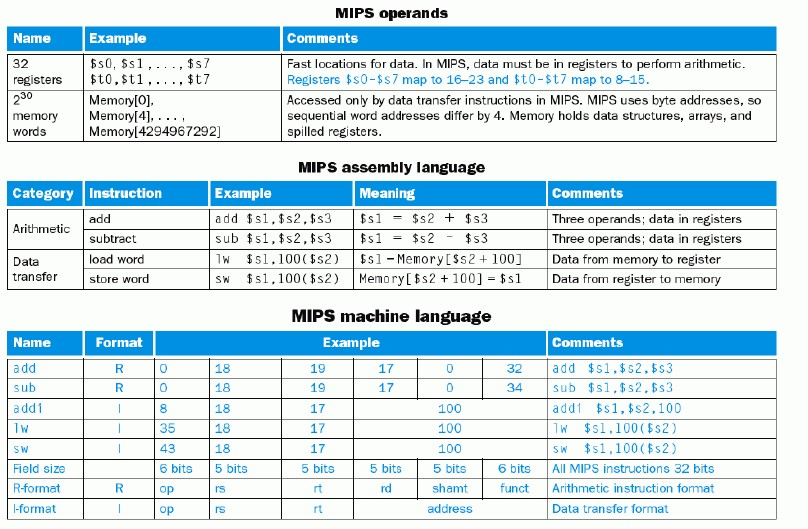 MIPS operands
Name Example Comments
32 registers $s0, $s1, ..., $s7 $t0, $t1, ..., $t7 Fast locations for data. In MIPS, data must be in registers to perform arithmetic. Registers $s0-$s7 map to 16–23 and $t0-$t7 map to 8–15.
2^30 memory words Memory[0], Memory[4], ..., Memory[4294967292] Accessed only by data transfer instructions in MIPS. MIPS uses byte addresses, so sequential word addresses differ by 4. Memory holds data structures, arrays, and spilled registers.
MIPS assembly language
Category Instruction Example Meaning Comments
Arithmetic add add $s1,$s2,$s3 $s1 = $s2 + $s3 Three operands; data in registers
subtract sub $s1,$s2,$s3 $s1 = $s2 – $s3 Three operands; data in registers
Data transfer load word lw $s1,100($s2) $s1 – Memory[$s2 + 100] Data from memory to register
store word sw $s1,100($s2) Memory[$s2 + 100] = $s1 Data from register to memory
MIPS machine language
Name Format Example Comments
add R 0 18 19 17 0 32 add $s1,$s2,$s3
sub R 0 18 19 17 0 34 sub $s1,$s2,$s3
addi I 8 18 17 100 addi $s1,$s2,100
lw I 35 18 17 100 lw $s1,100($s2)
sw I 43 18 17 100 sw $s1,100($s2)
Field size 6 bits 5 bits 5 bits 5 bits 5 bits 6 bits All MIPS instructions 32 bits
R-format R op rs rt rd shamt funct Arithmetic instruction format
I-format I op rs rt address Data transfer format